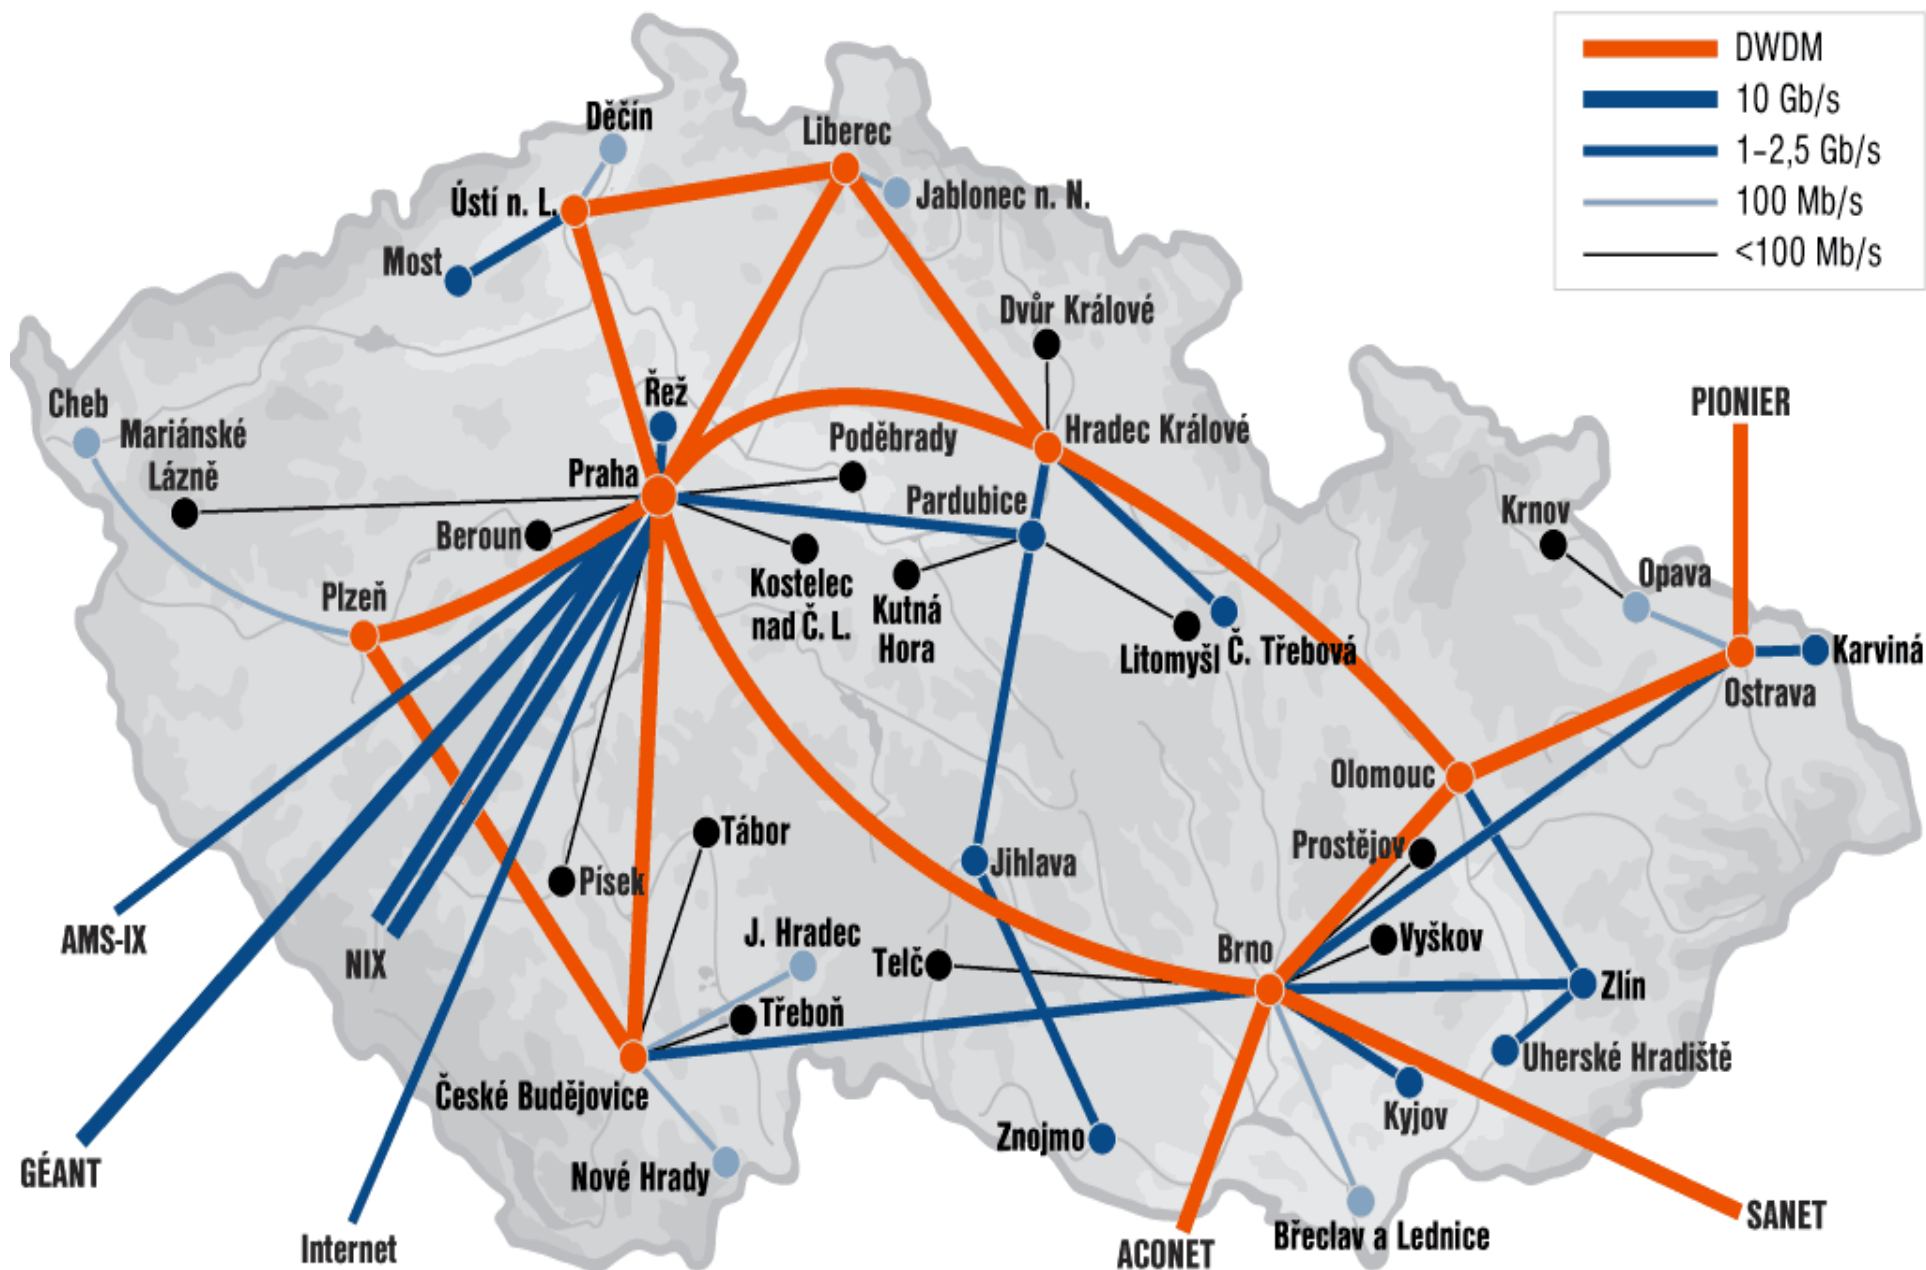 DWDM
10 Gb/s
1–2,5 Gb/s
100 Mb/s
<100 Mb/s
Děčín
Liberec
Ústí n. L.
Jablonec n. N.
Most
Dvůr Králové
Cheb
Mariánské
Lázně
Řež
Praha
Poděbrady
Hradec Králové
PIONIER
Beroun
Pardubice
Krnov
Opava
Plzeň
Kostelec
nad Č. L.
Kutná
Hora
Litomyšl
Č. Třebová
Karviná
Ostrava
Olomouc
Tábor
Prostějov
Písek
Jihlava
AMS-IX
NIX
J. Hradec
Telč
Brno
Vyškov
Zlín
Třeboň
Uherské Hradiště
České Budějovice
Kyjov
Znojmo
GÉANT
Nové Hrady
Internet
ACONET
Břeclav a Lednice
SANET